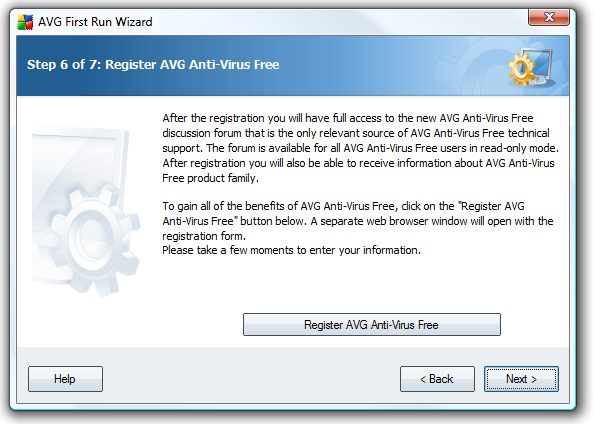 AVG First Run Wizard
Step 6 of 7: Register AVG Anti-Virus Free
After the registration you will have full access to the new AVG Anti-Virus Free
discussion forum that is the only relevant source of AVG Anti-Virus Free technical
support. The forum is available for all AVG Anti-Virus Free users in read-only mode.
After registration you will also be able to receive information about AVG Anti-Virus
Free product family.
To gain all of the benefits of AVG Anti-Virus Free, click on the "Register AVG
Anti-Virus Free" button below. A separate web browser window will open with the
registration form.
Please take a few moments to enter your information.
Register AVG Anti-Virus Free
Help
< Back
Next >